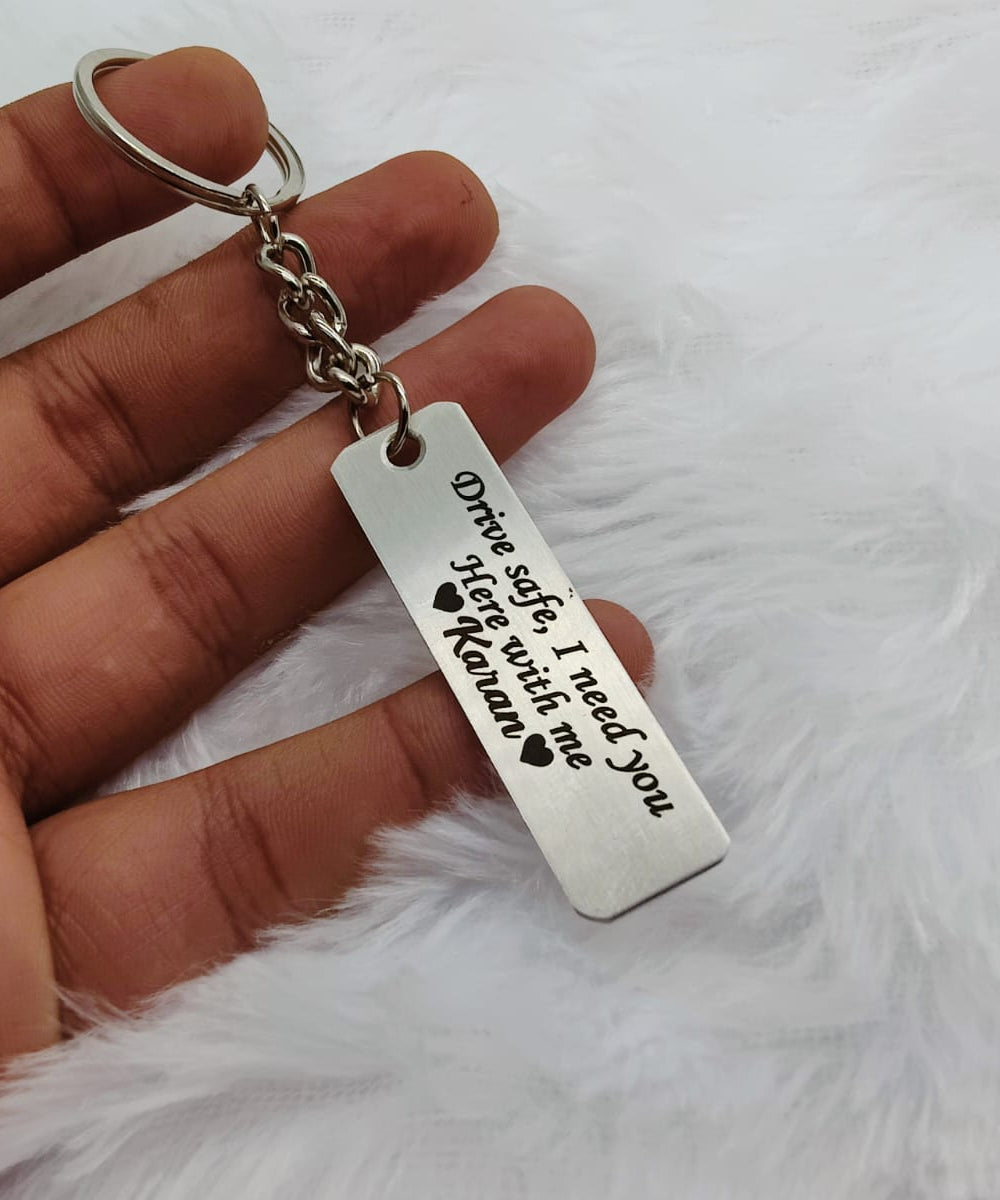 Drive safe, I need you
Here with me
♥Karan♥